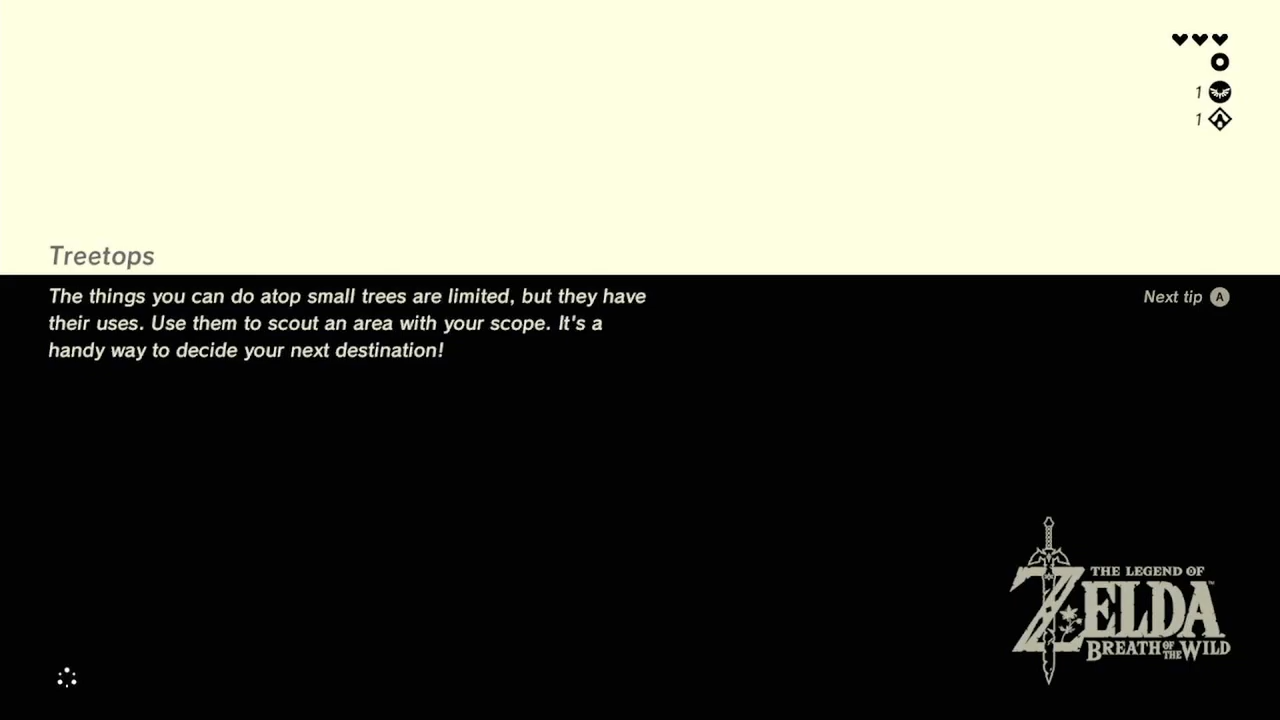 1
1
Treetops
The things you can do atop small trees are limited, but they have
their uses. Use them to scout an area with your scope. It's a
handy way to decide your next destination!
Next tip A
THE LEGEND OF
ZELDA
BREATH OF THE WILD